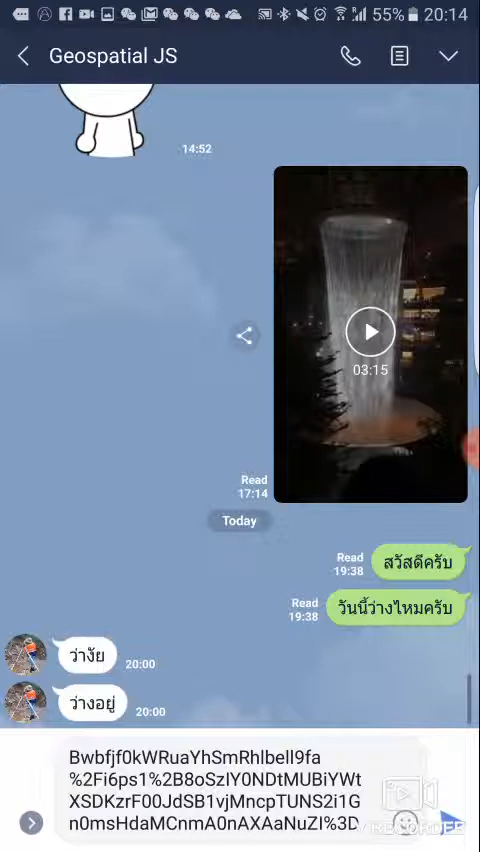 55% 20:14
Geospatial JS
14:52
03:15
Read
17:14
Today
Read
19:38
สวัสดีครับ
Read
19:38
วันนี้ว่างไหมครับ
ว่างัย
20:00
ว่างอยู่
20:00
Bwbfjf0kWRuaYhSmRhlbell9fa
%2Fi6ps1%2B8oSzIY0NDtMUBiYWt
XSDKzrF00JdSB1vjMncpTUNS2i1G
n0msHdaMCnmA0nAXAaNuZI%3D
XRECORDER